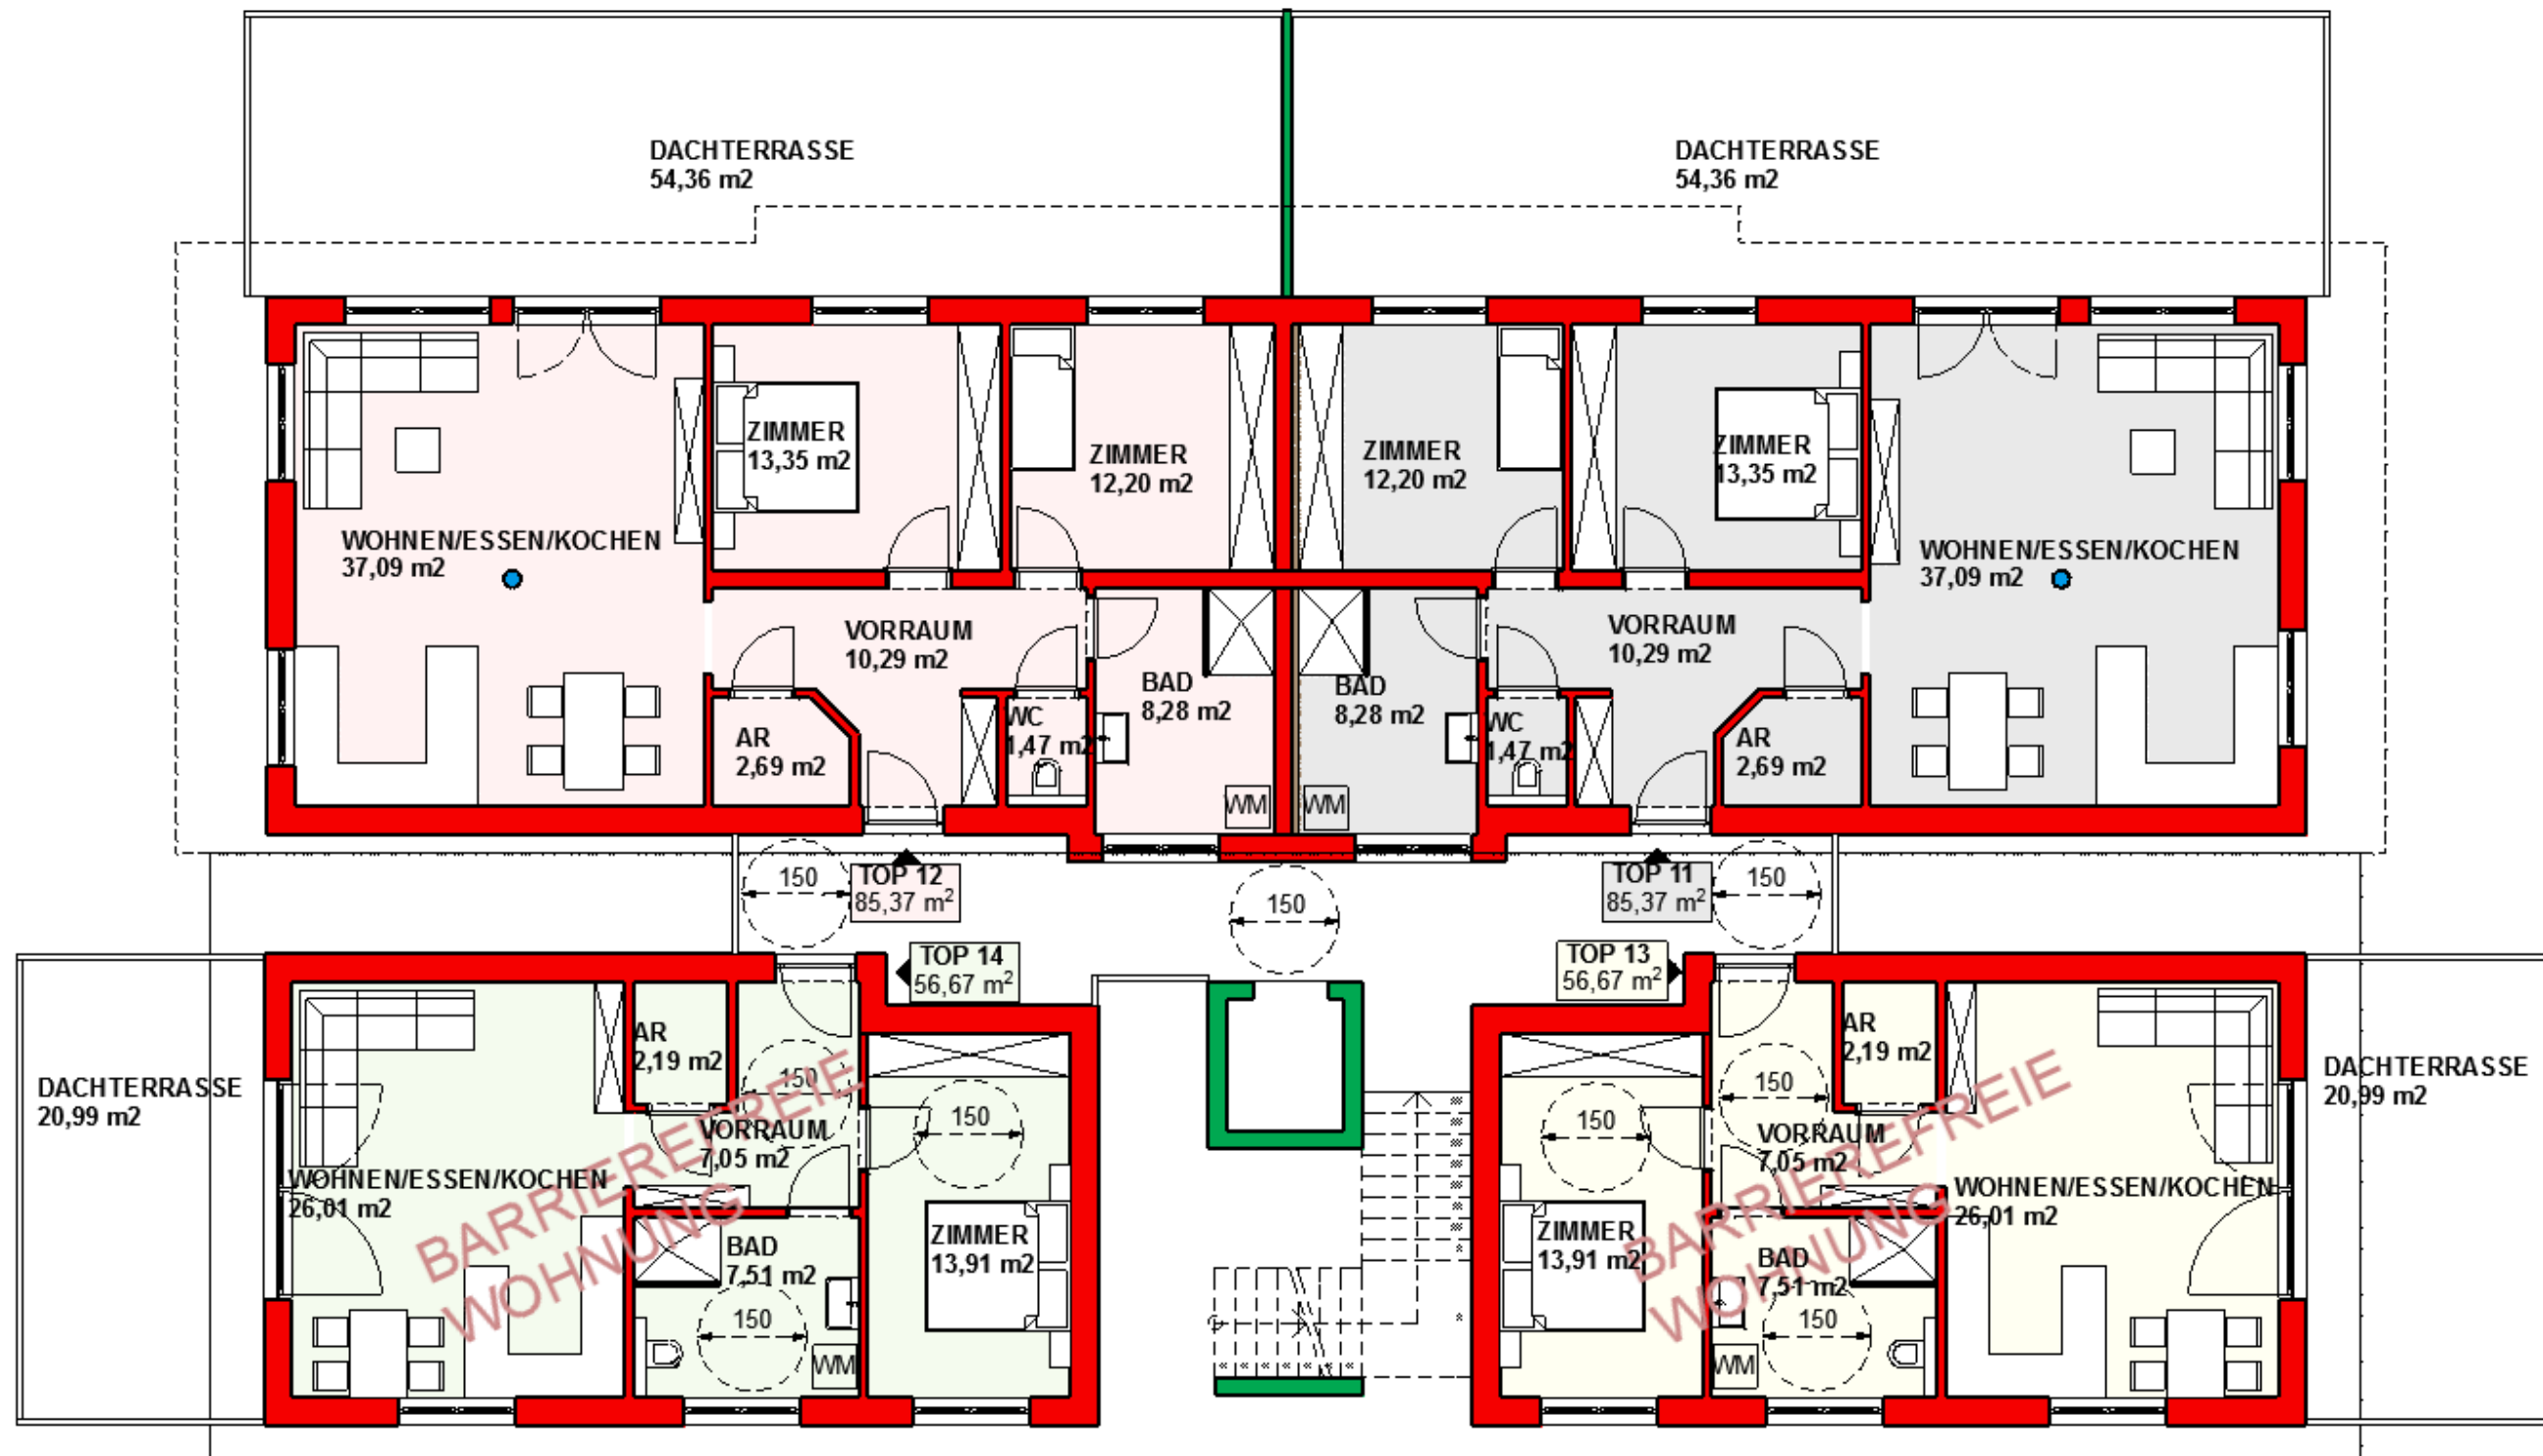 DACHTERRASSE
54,36 m2
DACHTERRASSE
54,36 m2
WOHNEN/ESSEN/KOCHEN
37,09 m2
ZIMMER
13,35 m2
ZIMMER
12,20 m2
ZIMMER
12,20 m2
ZIMMER
13,35 m2
WOHNEN/ESSEN/KOCHEN
37,09 m2
VORRAUM
10,29 m2
AR
2,69 m2
WC
1,47 m2
BAD
8,28 m2
WM
BAD
8,28 m2
WM
WC
1,47 m2
VORRAUM
10,29 m2
AR
2,69 m2
150
TOP 12
85,37 m²
150
TOP 11
85,37 m²
150
TOP 14
56,67 m²
TOP 13
56,67 m²
DACHTERRASSE
20,99 m2
WOHNEN/ESSEN/KOCHEN
26,01 m2
AR
2,19 m2
150
VORRAUM
7,05 m2
150
BAD
7,51 m2
150
WM
ZIMMER
13,91 m2
BARRIEREFREIE
WOHNUNG
150
ZIMMER
13,91 m2
150
VORRAUM
7,05 m2
AR
2,19 m2
BAD
7,51 m2
150
WM
WOHNEN/ESSEN/KOCHEN
26,01 m2
BARRIEREFREIE
WOHNUNG
DACHTERRASSE
20,99 m2